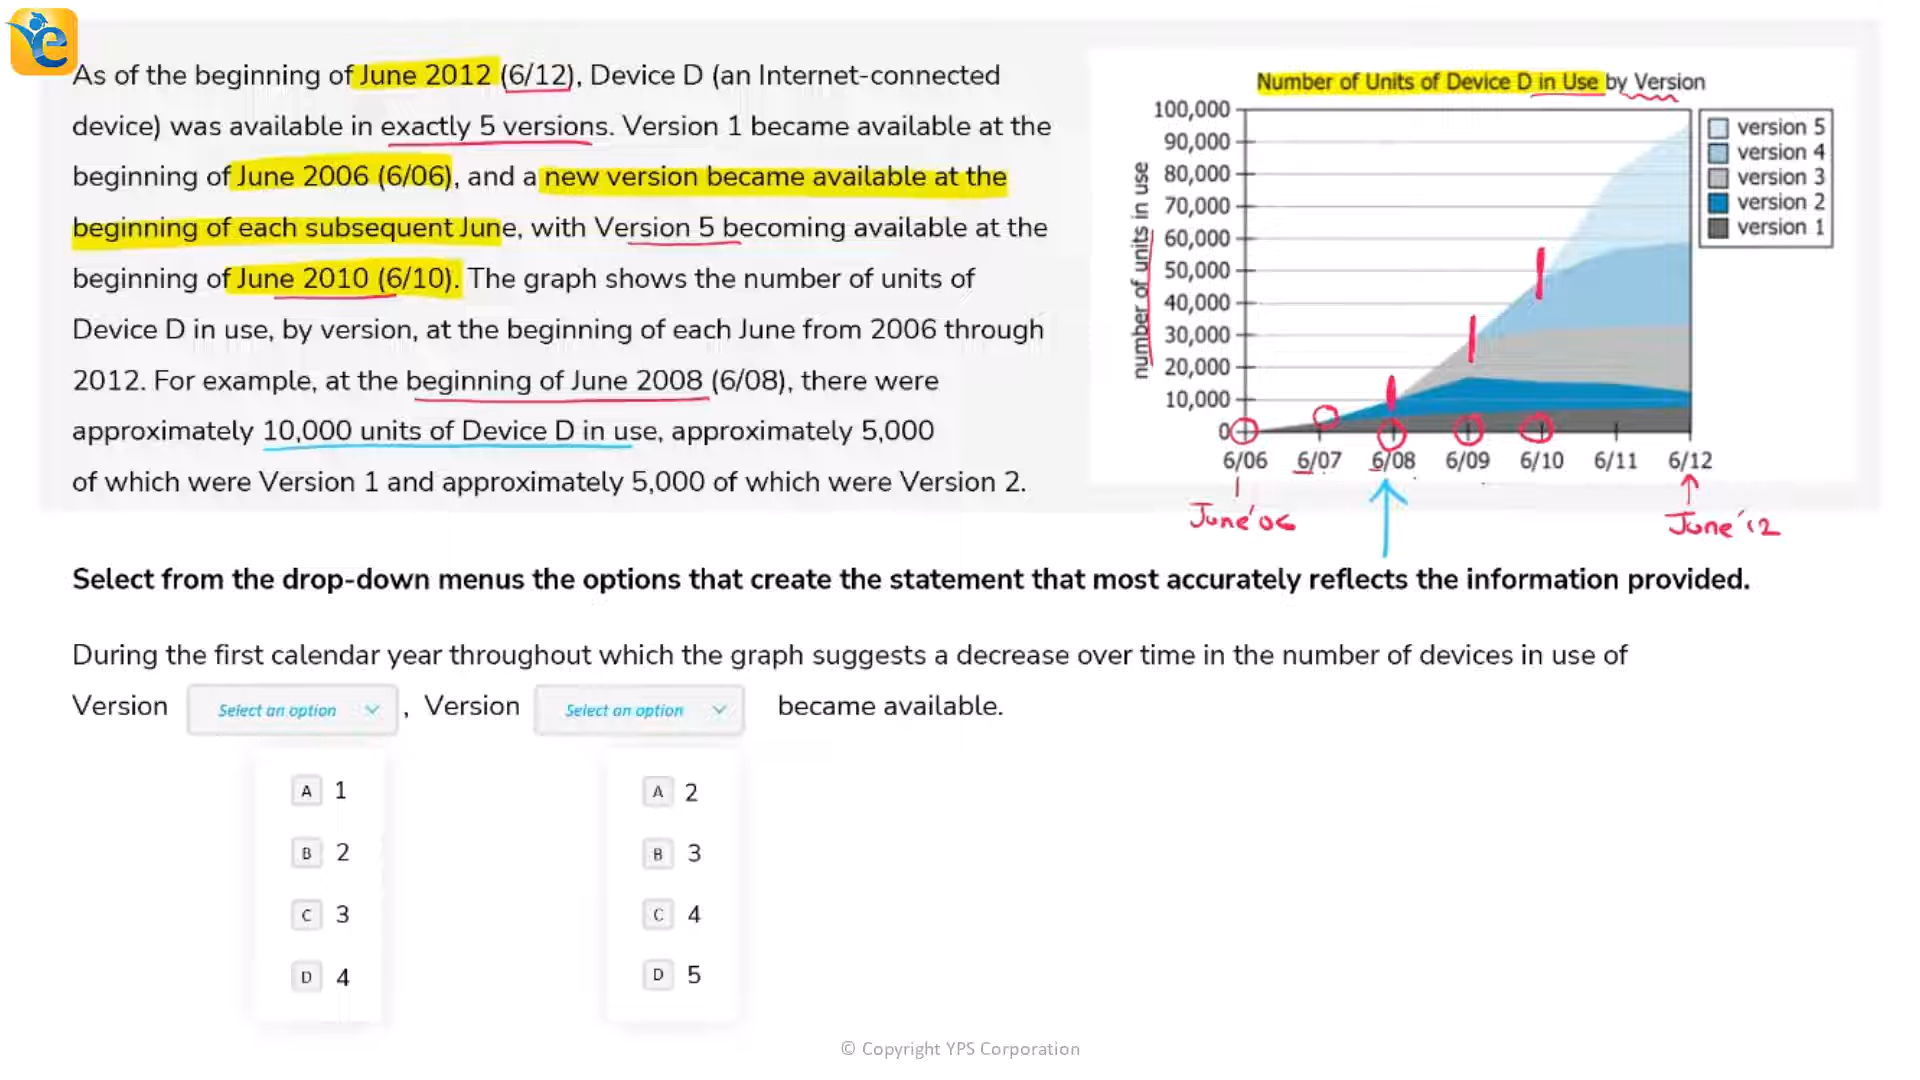 As of the beginning of June 2012 (6/12), Device D (an Internet-connected
device) was available in exactly 5 versions. Version 1 became available at the
beginning of June 2006 (6/06), and a new version became available at the
beginning of each subsequent June, with Version 5 becoming available at the
beginning of June 2010 (6/10). The graph shows the number of units of
Device D in use, by version, at the beginning of each June from 2006 through
2012. For example, at the beginning of June 2008 (6/08), there were
approximately 10,000 units of Device D in use, approximately 5,000
of which were Version 1 and approximately 5,000 of which were Version 2.
Number of Units of Device D in Use by Version
number of units in use
100,000
90,000
80,000
70,000
60,000
50,000
40,000
30,000
20,000
10,000
0
6/06 6/07 6/08 6/09 6/10 6/11 6/12
version 5
version 4
version 3
version 2
version 1
June'06
June'12
Select from the drop-down menus the options that create the statement that most accurately reflects the information provided.
During the first calendar year throughout which the graph suggests a decrease over time in the number of devices in use of
Version Select an option , Version Select an option became available.
A 1
B 2
C 3
D 4
A 2
B 3
C 4
D 5
© Copyright YPS Corporation